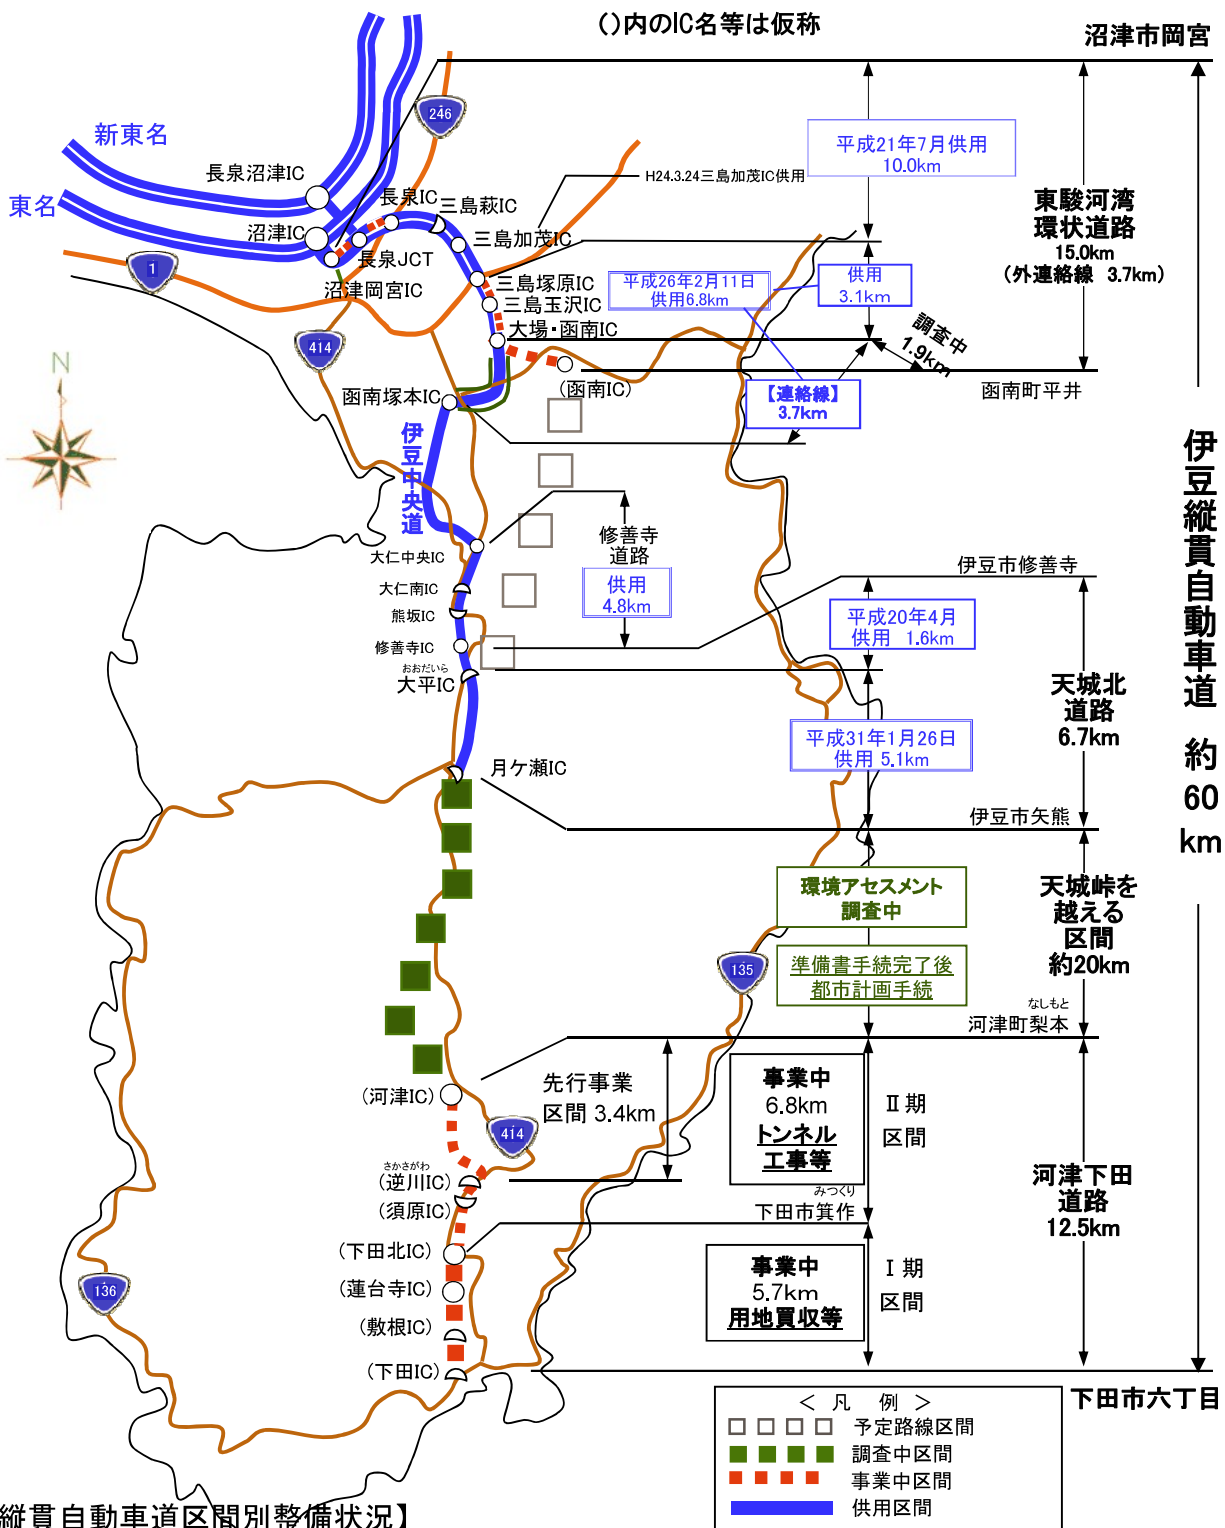 ()内のIC名等は仮称
沼津市岡宮
246
新東名
平成21年7月供用
10.0km
長泉沼津IC
H24.3.24三島加茂IC供用
東名
長泉IC
三島萩IC
東駿河湾
環状道路
15.0km
(外連絡線 3.7km)
沼津IC
三島加茂IC
長泉JCT
1
沼津岡宮IC
三島塚原IC
平成26年2月11日
供用6.8km
供用
3.1km
三島玉沢IC
大場・函南IC
調査中
1.9km
414
N
(函南IC)
函南町平井
函南塚本IC
【連絡線】
3.7km
伊豆中央道
伊豆縦貫自動車道 約60km
修善寺
道路
大仁中央IC
伊豆市修善寺
大仁南IC
供用
4.8km
熊坂IC
平成20年4月
供用 1.6km
修善寺IC
おおだいら
大平IC
天城北
道路
6.7km
平成31年1月26日
供用 5.1km
月ケ瀬IC
伊豆市矢熊
環境アセスメント
調査中
天城峠を
越える
区間
約20km
準備書手続完了後
都市計画手続
135
なしもと
河津町梨本
先行事業
区間 3.4km
事業中
6.8km
トンネル
工事等
Ⅱ期
区間
(河津IC)
414
さかさがわ
(逆川IC)
河津下田
道路
12.5km
みつくり
下田市箕作
(須原IC)
(下田北IC)
事業中
5.7km
用地買収等
Ⅰ期
区間
136
(蓮台寺IC)
(敷根IC)
(下田IC)
下田市六丁目
＜ 凡 例 ＞
予定路線区間
調査中区間
事業中区間
供用区間
縦貫自動車道区間別整備状況】